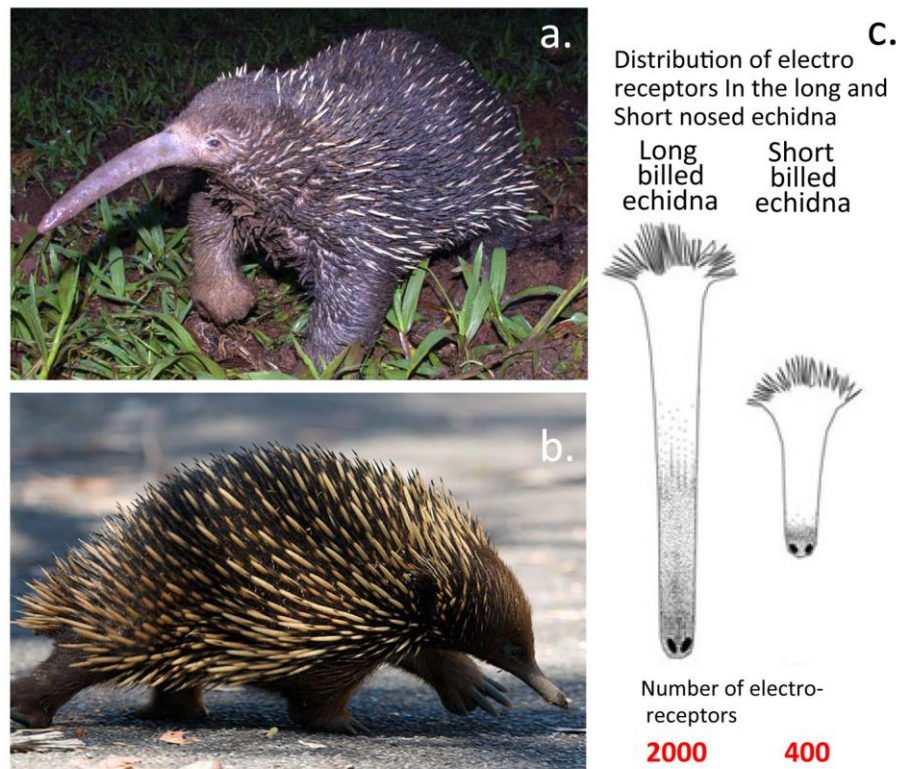 a.
b.
c.
Distribution of electro
receptors In the long and
Short nosed echidna
Long
billed
echidna
Short
billed
echidna
Number of electro-
receptors
2000
400